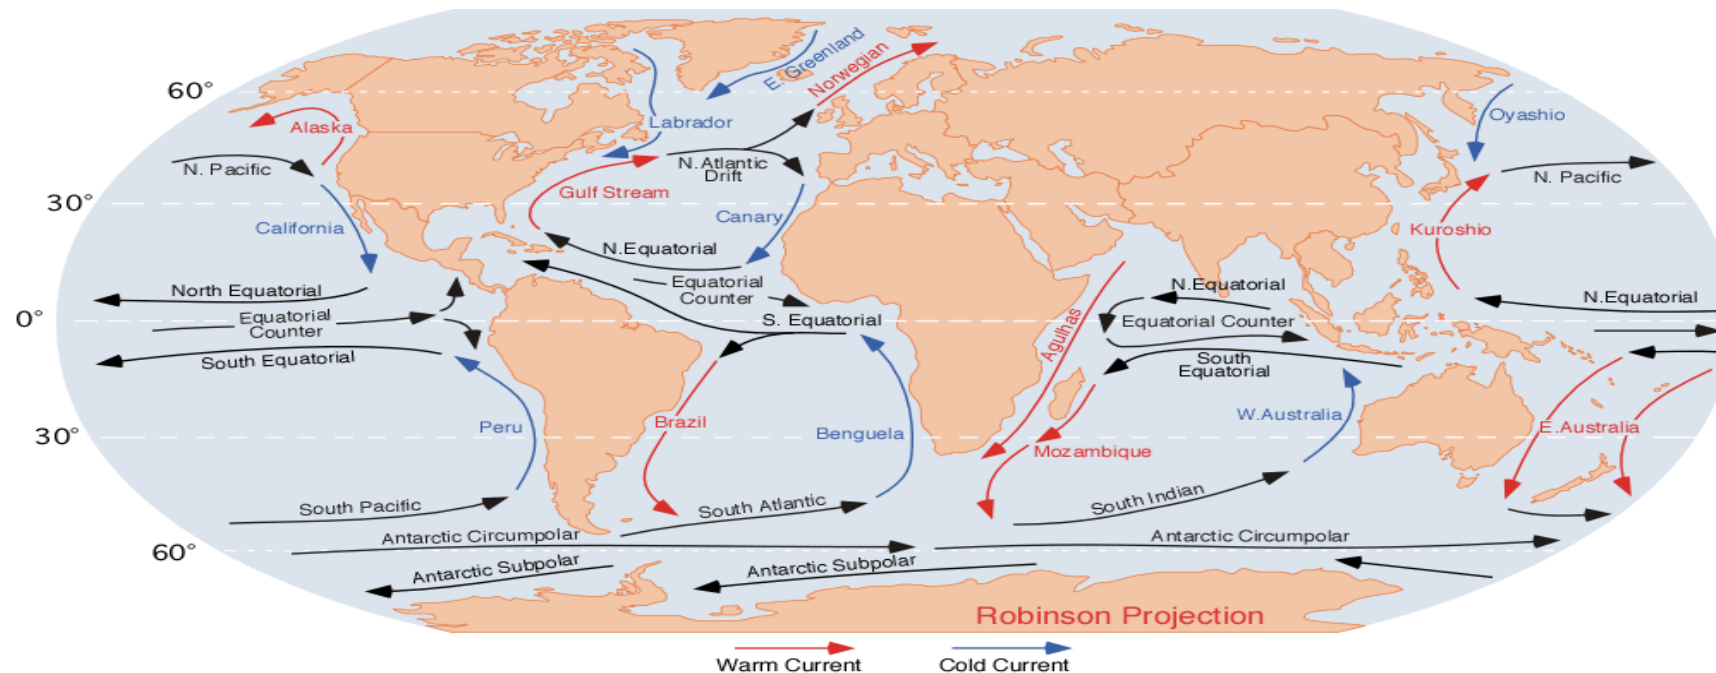 60°
30°
0°
30°
60°
Alaska
N. Pacific
California
North Equatorial
Equatorial
Counter
South Equatorial
Peru
South Pacific
Antarctic Circumpolar
Antarctic Subpolar
E. Greenland
Norwegian
Labrador
N.Atlantic
Drift
Gulf Stream
Canary
N.Equatorial
Equatorial
Counter
S. Equatorial
Brazil
Benguela
South Atlantic
Antarctic Subpolar
Agulhas
Mozambique
N.Equatorial
Equatorial Counter
South
Equatorial
W.Australia
South Indian
Antarctic Circumpolar
Oyashio
N. Pacific
Kuroshio
N.Equatorial
E.Australia
Robinson Projection
Warm Current
Cold Current